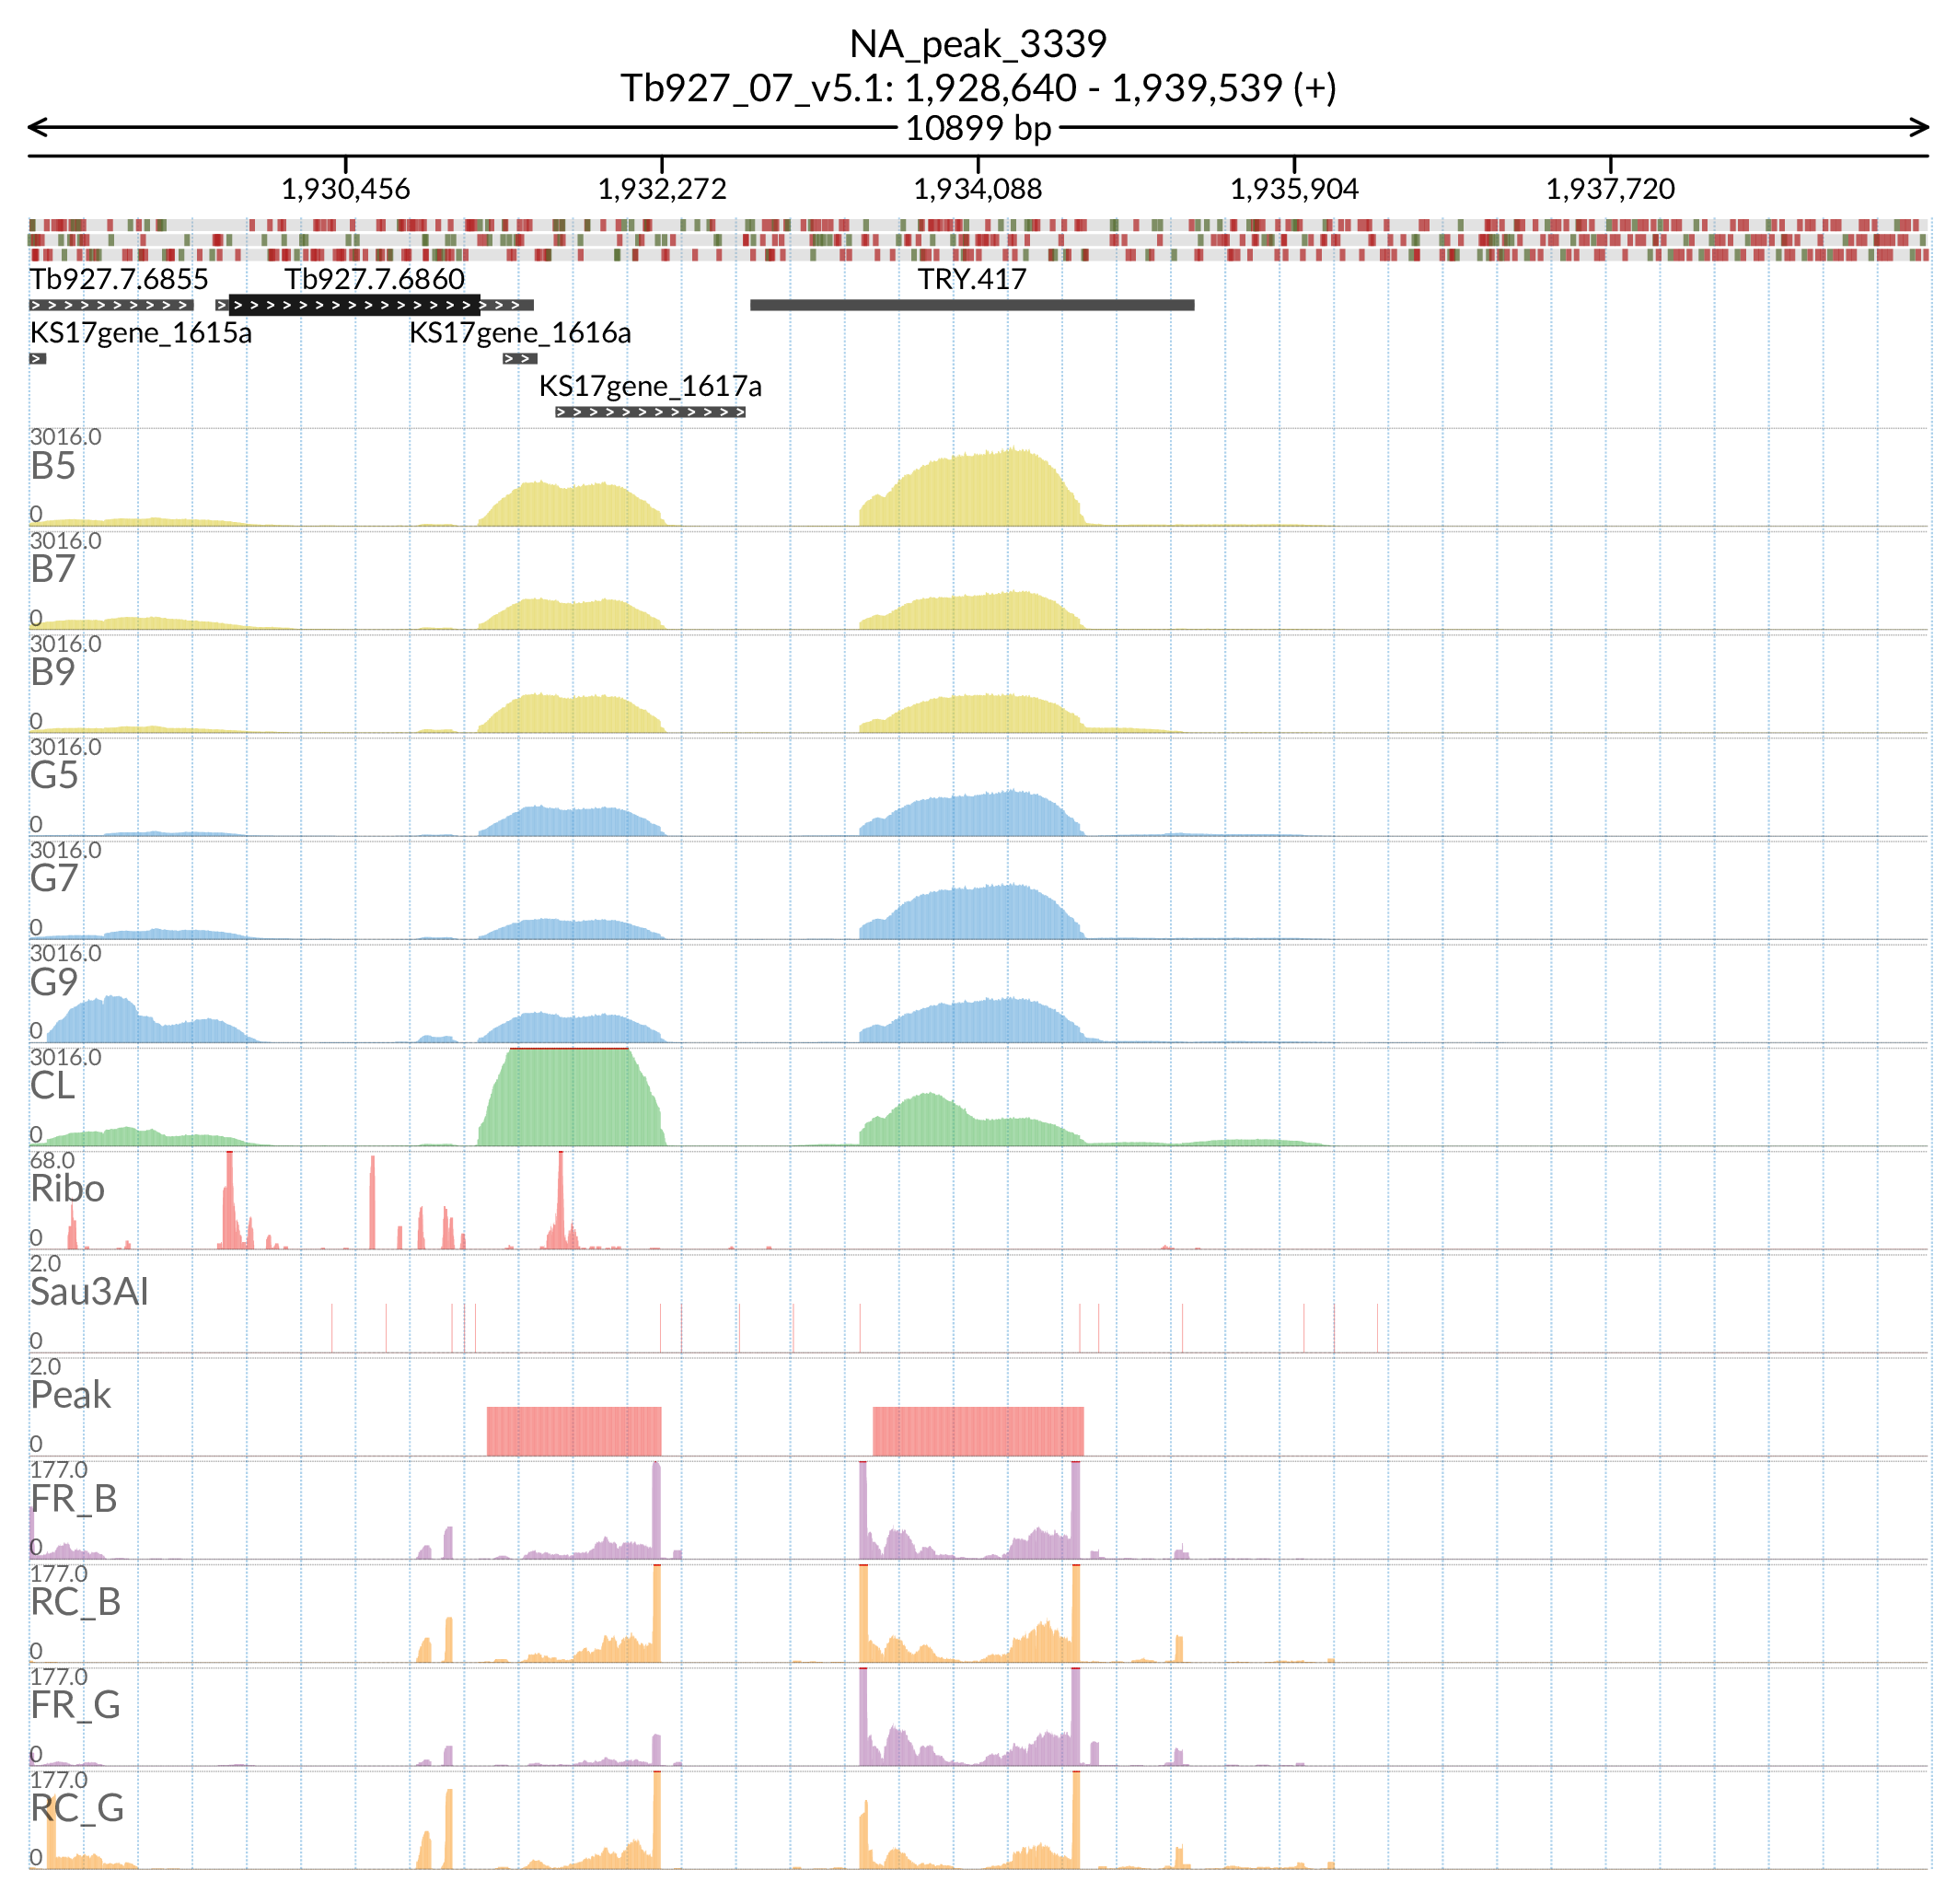 NA_peak_3339
Tb927_07_v5.1: 1,928,640 - 1,939,539 (+)
10899 bp
1,930,456 1,932,272 1,934,088 1,935,904 1,937,720
Tb927.7.6855 Tb927.7.6860 TRY.417
KS17gene_1615a KS17gene_1616a
KS17gene_1617a
3016.0
B5
0
3016.0
B7
0
3016.0
B9
0
3016.0
G5
0
3016.0
G7
0
3016.0
G9
0
3016.0
CL
0
68.0
Ribo
0
2.0
Sau3AI
0
2.0
Peak
0
177.0
FR_B
0
177.0
RC_B
0
177.0
FR_G
0
177.0
RC_G
0